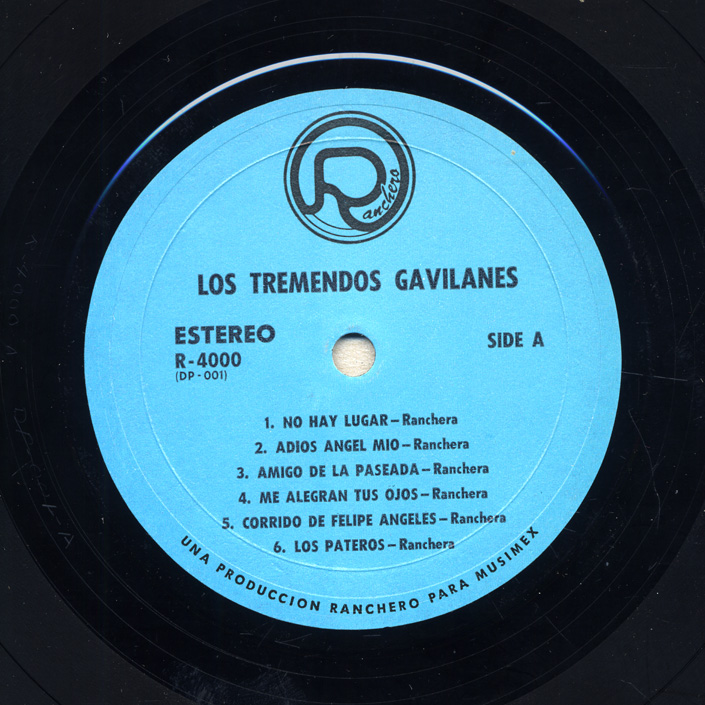 Ranchero
LOS TREMENDOS GAVILANES
ESTEREO
R-4000
(DP-001)
SIDE A
1. NO HAY LUGAR—Ranchera
2. ADIOS ANGEL MIO—Ranchera
3. AMIGO DE LA PASEADA—Ranchera
4. ME ALEGRAN TUS OJOS—Ranchera
5. CORRIDO DE FELIPE ANGELES—Ranchera
6. LOS PATEROS—Ranchera
UNA PRODUCCION RANCHERO PARA MUSIMEX